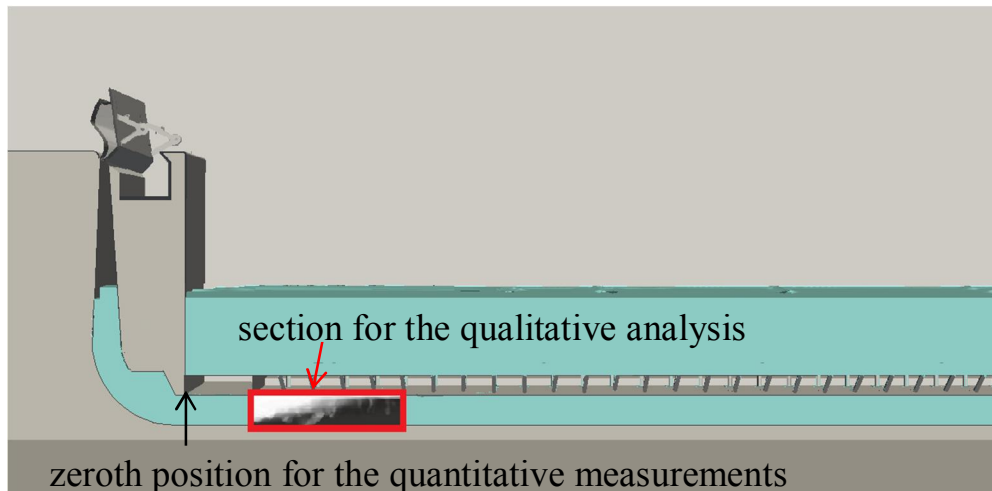 section for the qualitative analysis
zeroth position for the quantitative measurements